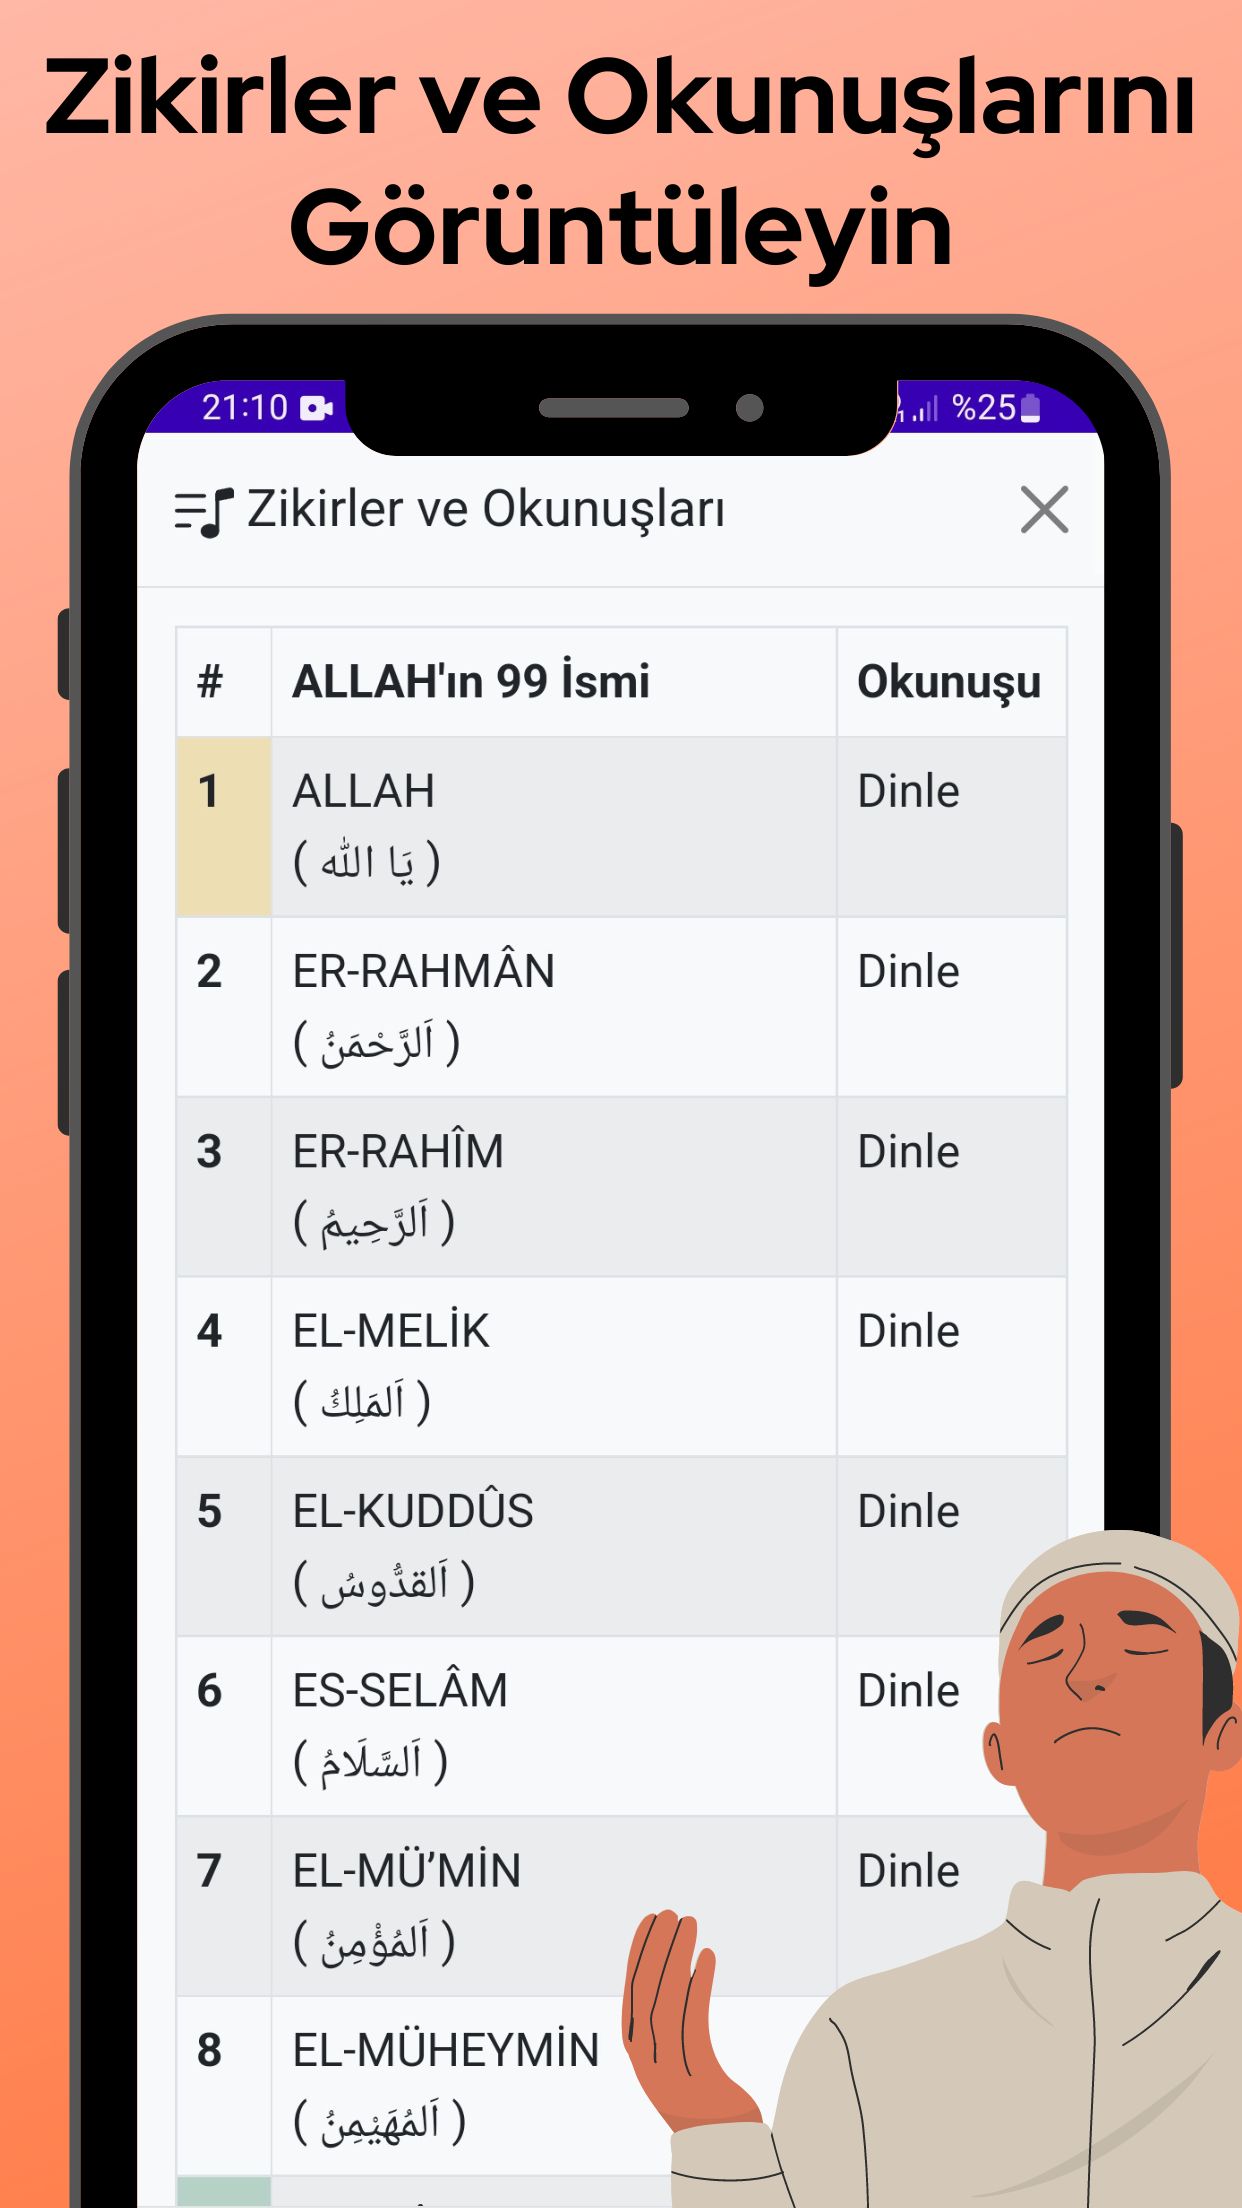 Zikirler ve Okunuşlarını
Görüntüleyin
21:10 %25
Zikirler ve Okunuşları
# ALLAH'ın 99 İsmi Okunuşu
1 ALLAH Dinle
( يَا اللّٰه )
2 ER-RAHMÂN Dinle
( اَلرَّحْمَنُ )
3 ER-RAHÎM Dinle
( اَلرَّحِيمُ )
4 EL-MELİK Dinle
( اَلمَلِكُ )
5 EL-KUDDÛS Dinle
( اَلقدُّوسُ )
6 ES-SELÂM Dinle
( اَلسَّلَامُ )
7 EL-MÜ’MİN Dinle
( اَلمُؤْمِنُ )
8 EL-MÜHEYMİN
( اَلمُهَيْمِنُ )